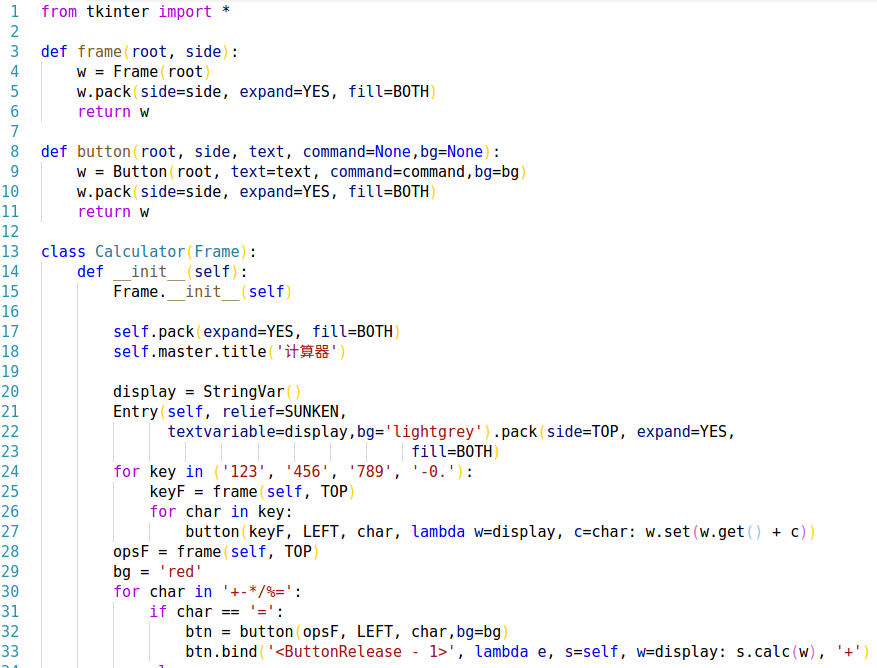 1 from tkinter import *
2
3 def frame(root, side):
4     w = Frame(root)
5     w.pack(side=side, expand=YES, fill=BOTH)
6     return w
7
8 def button(root, side, text, command=None,bg=None):
9     w = Button(root, text=text, command=command,bg=bg)
10     w.pack(side=side, expand=YES, fill=BOTH)
11     return w
12
13 class Calculator(Frame):
14     def __init__(self):
15         Frame.__init__(self)
16
17         self.pack(expand=YES, fill=BOTH)
18         self.master.title('计算器')
19
20         display = StringVar()
21         Entry(self, relief=SUNKEN,
22               textvariable=display,bg='lightgrey').pack(side=TOP, expand=YES,
23                                          fill=BOTH)
24         for key in ('123', '456', '789', '-0.'):
25             keyF = frame(self, TOP)
26             for char in key:
27                 button(keyF, LEFT, char, lambda w=display, c=char: w.set(w.get() + c))
28         opsF = frame(self, TOP)
29         bg = 'red'
30         for char in '+-*/%=':
31             if char == '=':
32                 btn = button(opsF, LEFT, char,bg=bg)
33                 btn.bind('<ButtonRelease - 1>', lambda e, s=self, w=display: s.calc(w), '+')